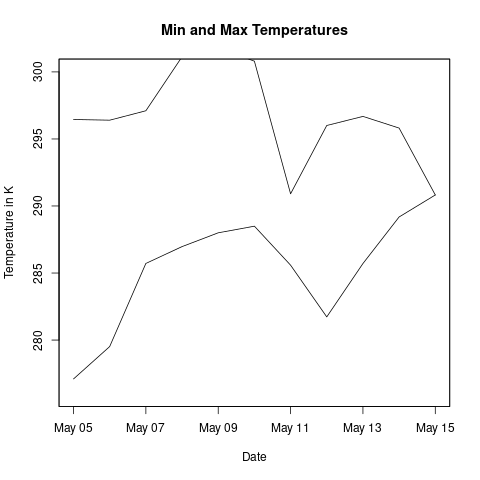 Min and Max Temperatures
300
295
290
285
280
Temperature in K
May 05 May 07 May 09 May 11 May 13 May 15
Date